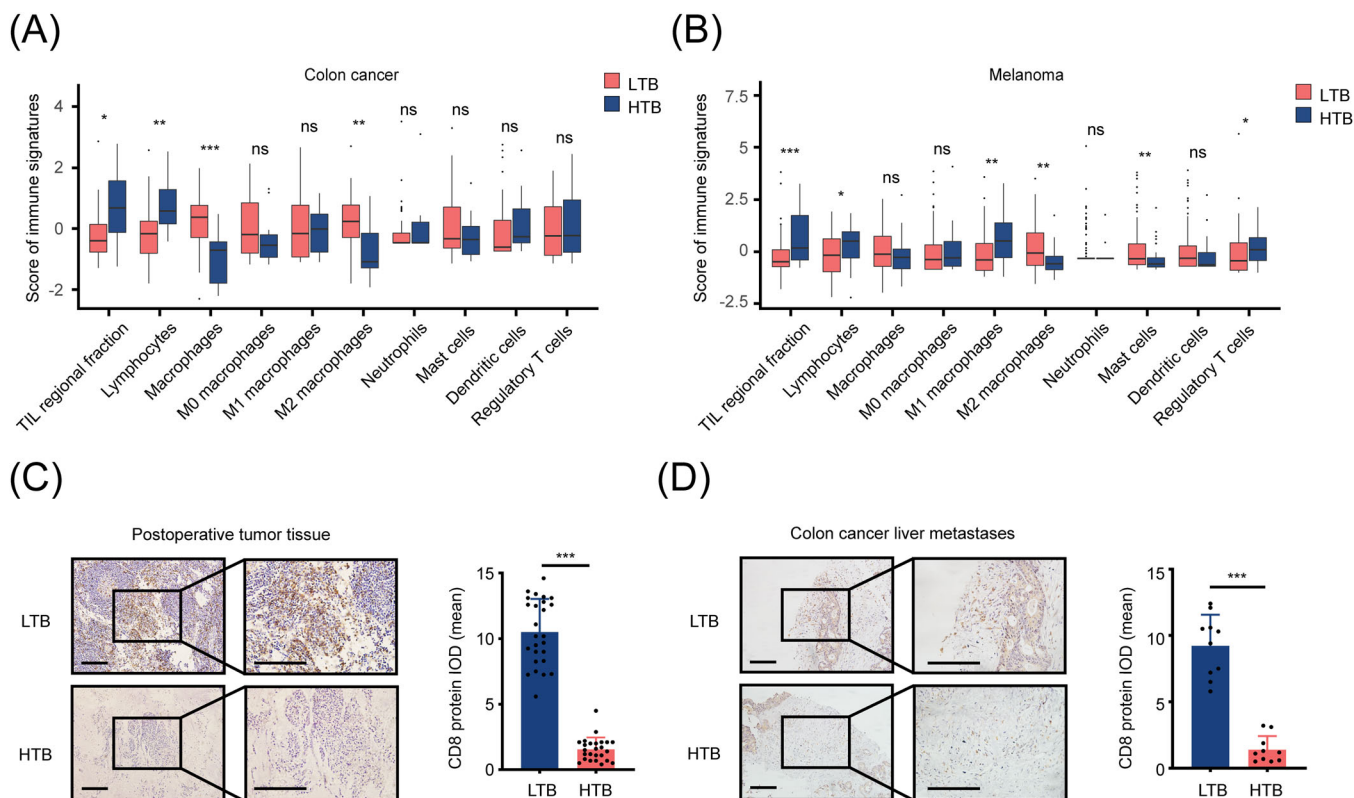 (A)
Colon cancer
LTB
HTB
Score of immune signatures
4
2
0
-2
*
**
***
ns
ns
**
ns
ns
ns
ns
TIL regional fraction
Lymphocytes
Macrophages
M0 macrophages
M1 macrophages
M2 macrophages
Neutrophils
Mast cells
Dendritic cells
Regulatory T cells
(B)
Melanoma
LTB
HTB
Score of immune signatures
7.5
5
2.5
0
-2.5
***
*
ns
ns
**
**
ns
**
ns
*
TIL regional fraction
Lymphocytes
Macrophages
M0 macrophages
M1 macrophages
M2 macrophages
Neutrophils
Mast cells
Dendritic cells
Regulatory T cells
(C)
Postoperative tumor tissue
LTB
HTB
CD8 protein IOD (mean)
15
10
5
0
***
LTB
HTB
(D)
Colon cancer liver metastases
LTB
HTB
CD8 protein IOD (mean)
15
10
5
0
***
LTB
HTB